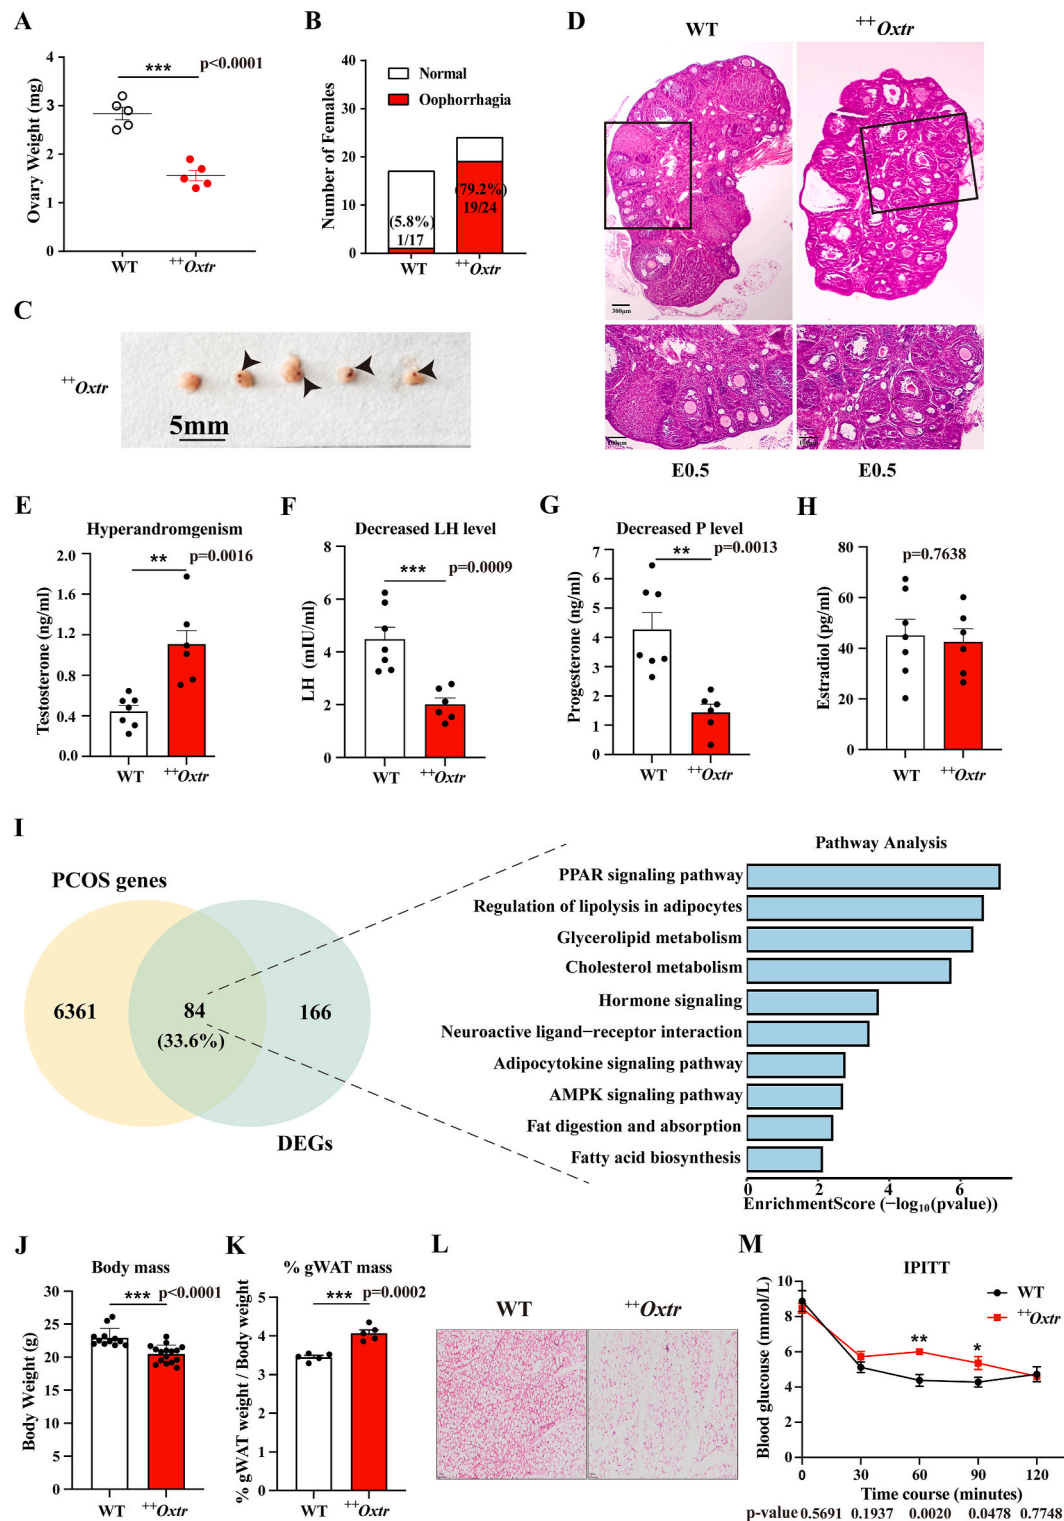 A
Ovary Weight (mg)
4
3
2
1
0
***
p<0.0001
WT
++Oxtr
B
Number of Females
40
30
20
10
0
Normal
Oophorrhagia
(5.8%)
1/17
(79.2%)
19/24
WT
++Oxtr
C
++Oxtr
5mm
D
WT
++Oxtr
300μm
E0.5
E0.5
E
Hyperandromgenism
Testosterone (ng/ml)
2.0
1.6
1.2
0.8
0.4
0.0
**
p=0.0016
WT
++Oxtr
F
Decreased LH level
LH (mIU/ml)
8
6
4
2
0
***
p=0.0009
WT
++Oxtr
G
Decreased P level
Progesterone (ng/ml)
7
6
5
4
3
2
1
0
**
p=0.0013
WT
++Oxtr
H
Estradiol (pg/ml)
80
60
40
20
0
p=0.7638
WT
++Oxtr
I
PCOS genes
6361
84
(33.6%)
166
DEGs
Pathway Analysis
PPAR signaling pathway
Regulation of lipolysis in adipocytes
Glycerolipid metabolism
Cholesterol metabolism
Hormone signaling
Neuroactive ligand−receptor interaction
Adipocytokine signaling pathway
AMPK signaling pathway
Fat digestion and absorption
Fatty acid biosynthesis
0 2 4 6
EnrichmentScore (−log10(pvalue))
J
Body mass
Body Weight (g)
30
25
20
15
10
5
0
***
p<0.0001
WT
++Oxtr
K
% gWAT mass
% gWAT weight / Body weight
5
4
3
2
1
0
***
p=0.0002
WT
++Oxtr
L
WT
++Oxtr
M
IPITT
Blood glucouse (mmol/L)
10
8
6
4
2
0
WT
++Oxtr
**
*
0 30 60 90 120
Time course (minutes)
p-value 0.5691 0.1937 0.0020 0.0478 0.7748